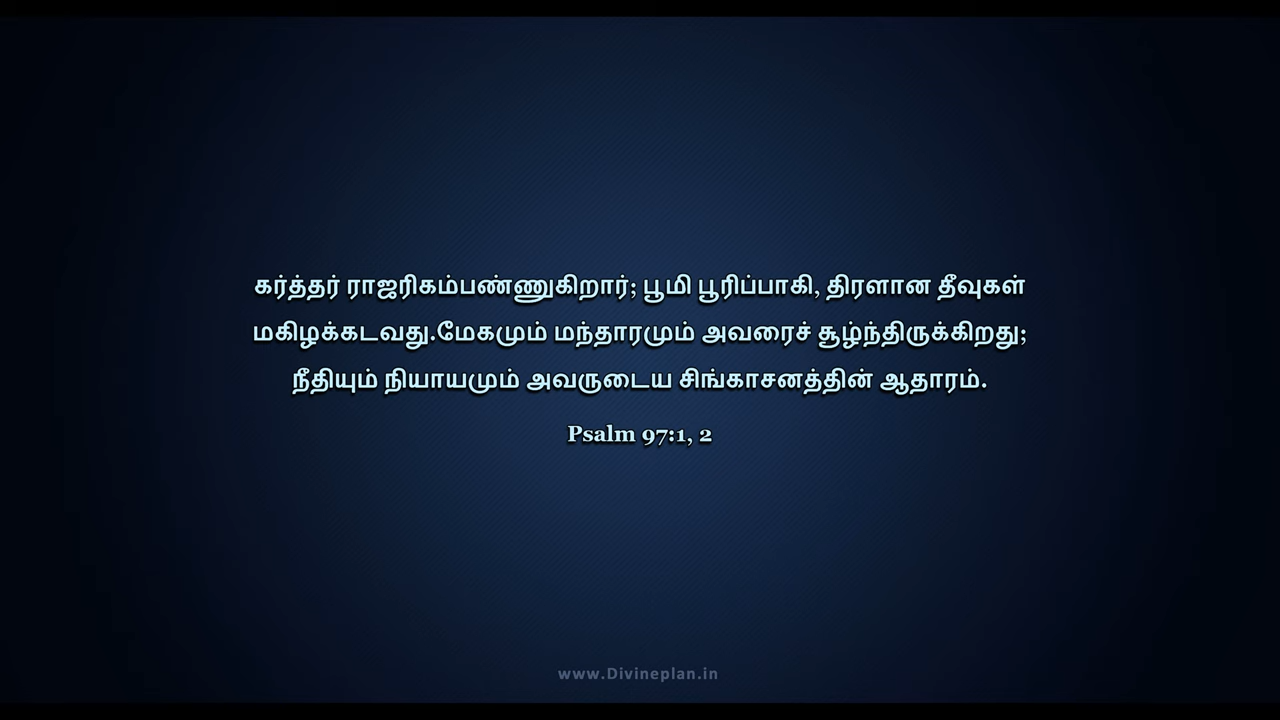 கர்த்தர் ராஜரிகம்பண்ணுகிறார்; பூமி பூரிப்பாகி, திரளான தீவுகள்
மகிழக்கடவது.மேகமும் மந்தாரமும் அவரைச் சூழ்ந்திருக்கிறது;
நீதியும் நியாயமும் அவருடைய சிங்காசனத்தின் ஆதாரம்.
Psalm 97:1, 2
www.Divineplan.in